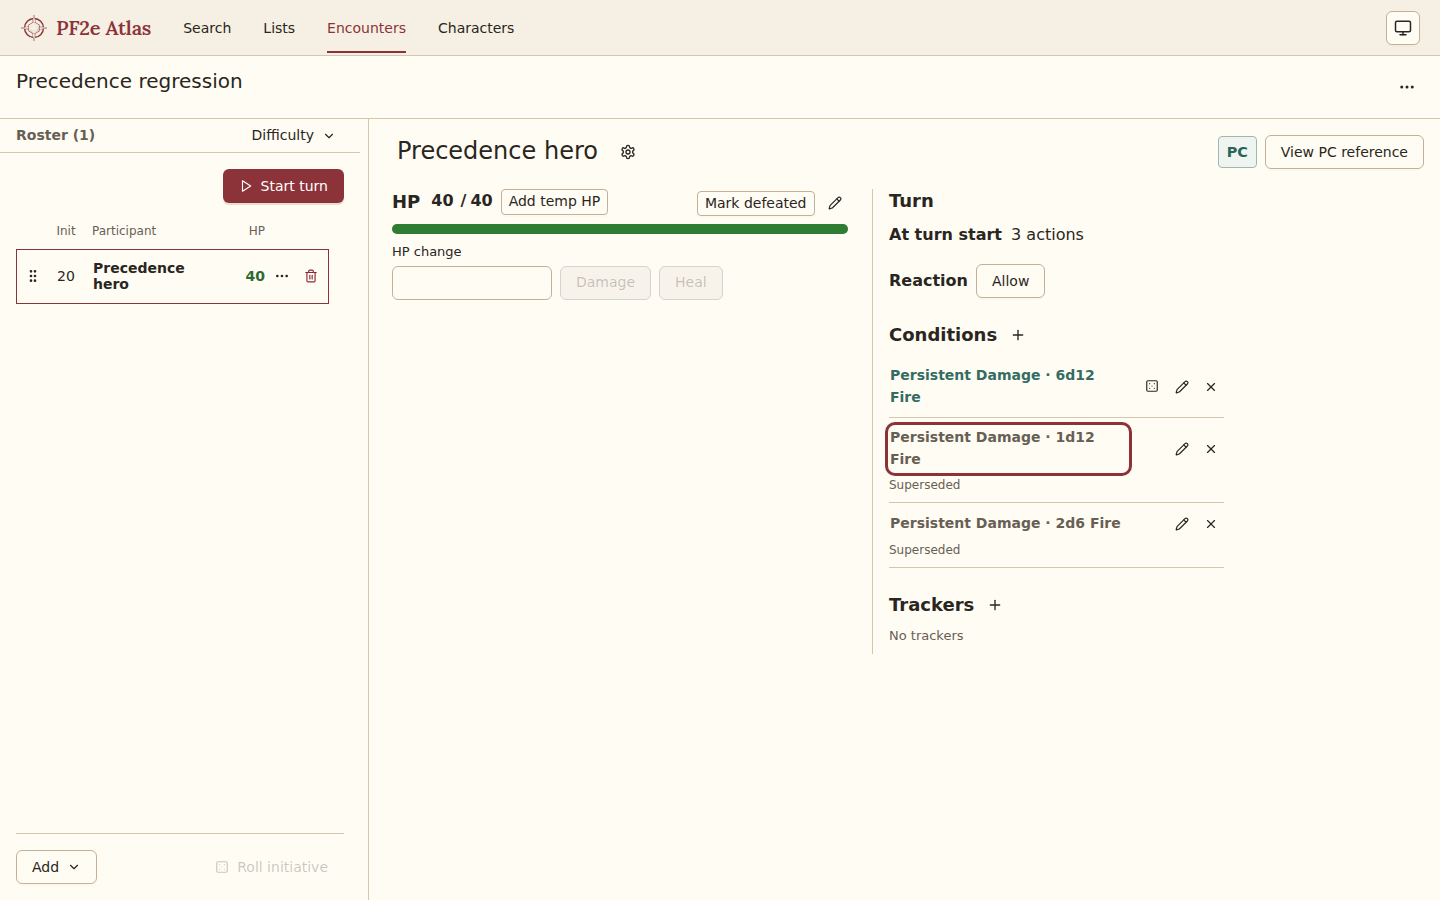 PF2e Atlas
Search
Lists
Encounters
Characters
Precedence regression
Roster (1)
Difficulty
Start turn
Init
Participant
HP
20
Precedence
hero
40
Add
Roll initiative
Precedence hero
PC
View PC reference
HP
40 / 40
Add temp HP
Mark defeated
HP change
Damage
Heal
Turn
At turn start 3 actions
Reaction
Allow
Conditions
Persistent Damage · 6d12
Fire
Persistent Damage · 1d12
Fire
Superseded
Persistent Damage · 2d6 Fire
Superseded
Trackers
No trackers